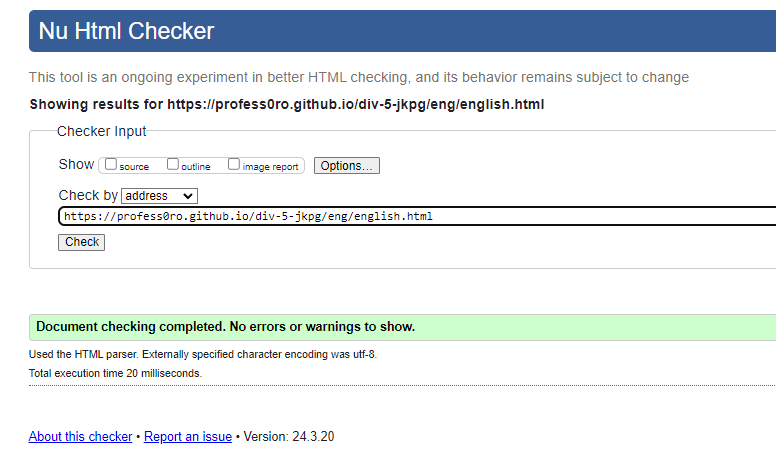 Nu Html Checker
This tool is an ongoing experiment in better HTML checking, and its behavior remains subject to change
Showing results for https://profess0ro.github.io/div-5-jkpg/eng/english.html
Checker Input
Show source outline image report Options...
Check by address
https://profess0ro.github.io/div-5-jkpg/eng/english.html
Check
Document checking completed. No errors or warnings to show.
Used the HTML parser. Externally specified character encoding was utf-8.
Total execution time 20 milliseconds.
About this checker • Report an issue • Version: 24.3.20